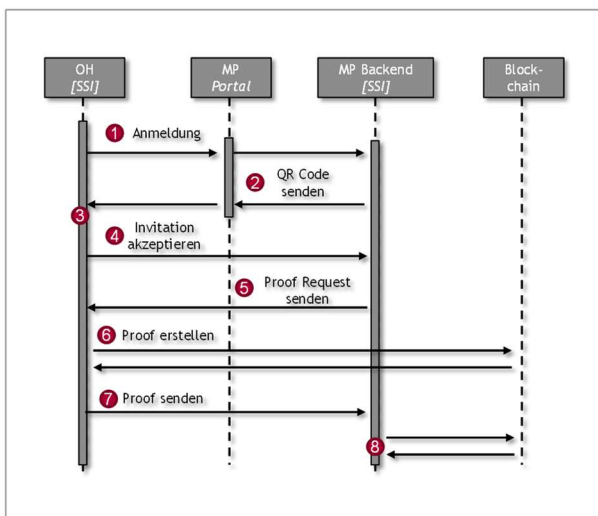 OH
[SSI]
MP
Portal
MP Backend
[SSI]
Block-
chain
1 Anmeldung
2 QR Code
senden
3
4 Invitation
akzeptieren
5 Proof Request
senden
6 Proof erstellen
7 Proof senden
8